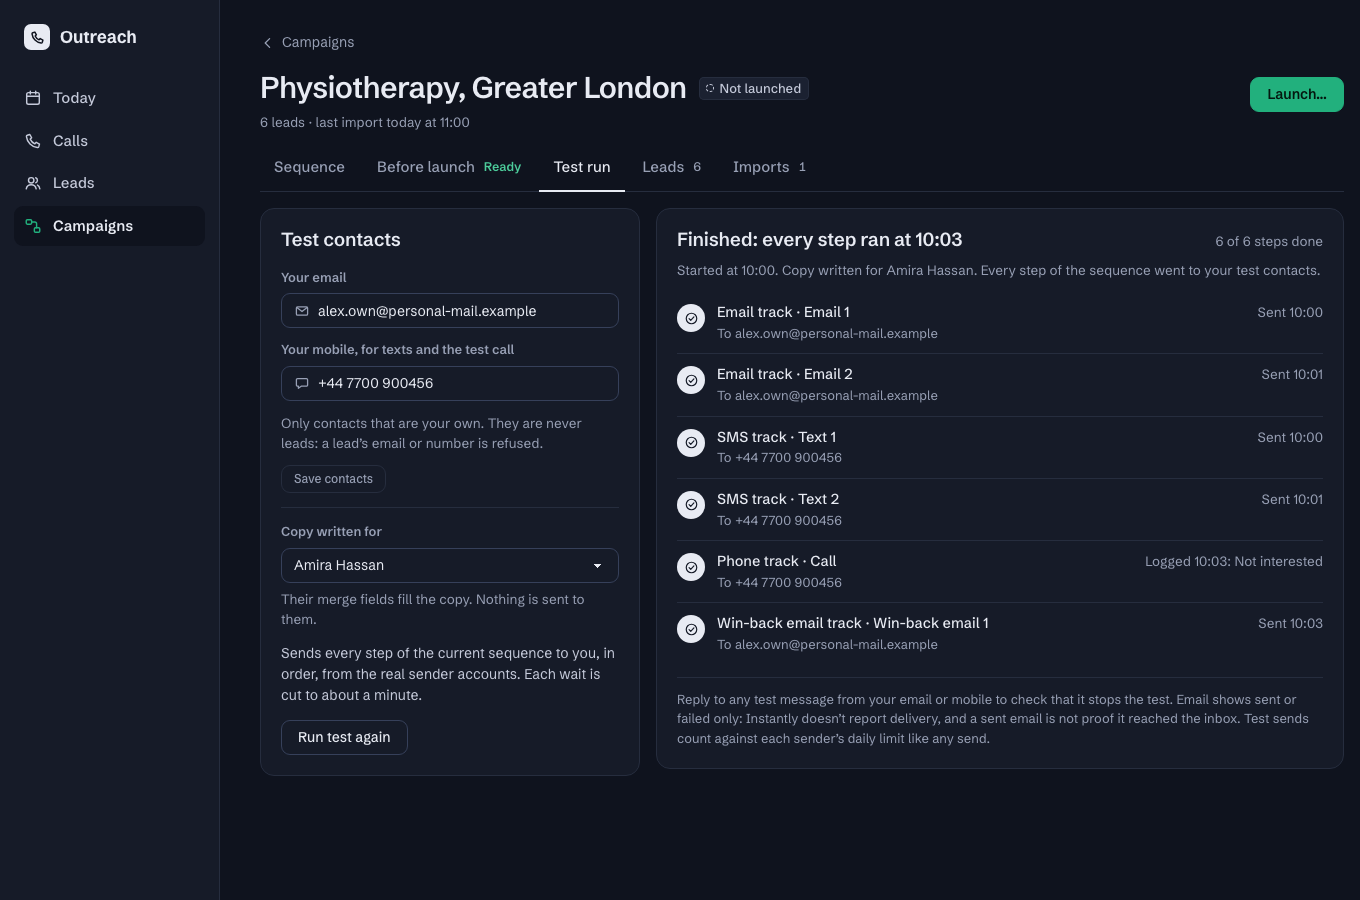 Outreach
Today
Calls
Leads
Campaigns
Campaigns
Physiotherapy, Greater London
Not launched
6 leads · last import today at 11:00
Launch...
Sequence
Before launch Ready
Test run
Leads 6
Imports 1
Test contacts
Your email
alex.own@personal-mail.example
Your mobile, for texts and the test call
+44 7700 900456
Only contacts that are your own. They are never
leads: a lead’s email or number is refused.
Save contacts
Copy written for
Amira Hassan
Their merge fields fill the copy. Nothing is sent to
them.
Sends every step of the current sequence to you, in
order, from the real sender accounts. Each wait is
cut to about a minute.
Run test again
Finished: every step ran at 10:03
6 of 6 steps done
Started at 10:00. Copy written for Amira Hassan. Every step of the sequence went to your test contacts.
Email track · Email 1
Sent 10:00
To alex.own@personal-mail.example
Email track · Email 2
Sent 10:01
To alex.own@personal-mail.example
SMS track · Text 1
Sent 10:00
To +44 7700 900456
SMS track · Text 2
Sent 10:01
To +44 7700 900456
Phone track · Call
Logged 10:03: Not interested
To +44 7700 900456
Win-back email track · Win-back email 1
Sent 10:03
To alex.own@personal-mail.example
Reply to any test message from your email or mobile to check that it stops the test. Email shows sent or
failed only: Instantly doesn’t report delivery, and a sent email is not proof it reached the inbox. Test sends
count against each sender’s daily limit like any send.